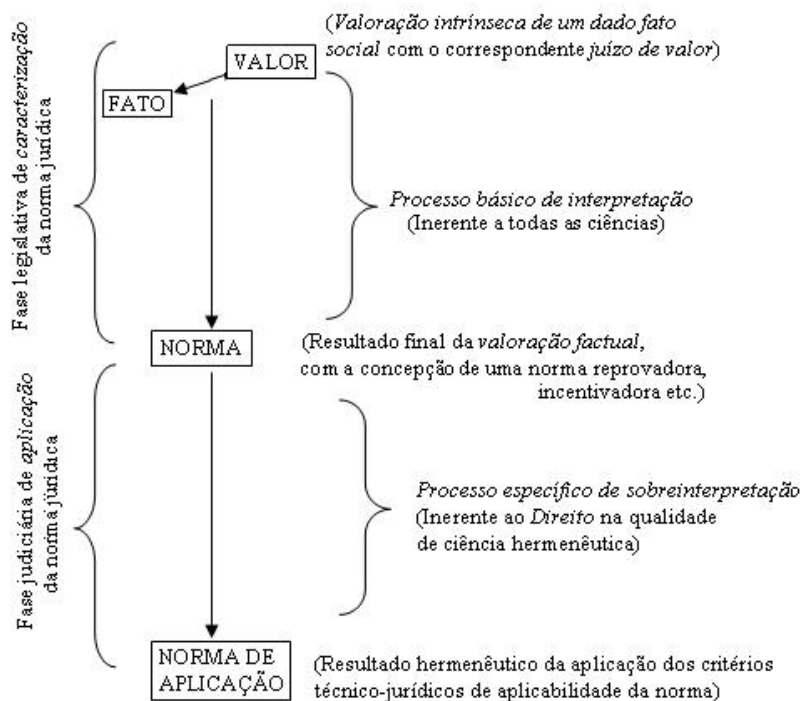 (Valoração intrínseca de um dado fato
social com o correspondente juízo de valor)
VALOR
FATO
Fase legislativa de caracterização
da norma jurídica
Processo básico de interpretação
(Inerente a todas as ciências)
NORMA
(Resultado final da valoração factual,
com a concepção de uma norma reprovadora,
incentivadora etc.)
Fase judiciária de aplicação
da norma jurídica
Processo específico de sobreinterpretação
(Inerente ao Direito na qualidade
de ciência hermenêutica)
NORMA DE
APLICAÇÃO
(Resultado hermenêutico da aplicação dos critérios
técnico-jurídicos de aplicabilidade da norma)